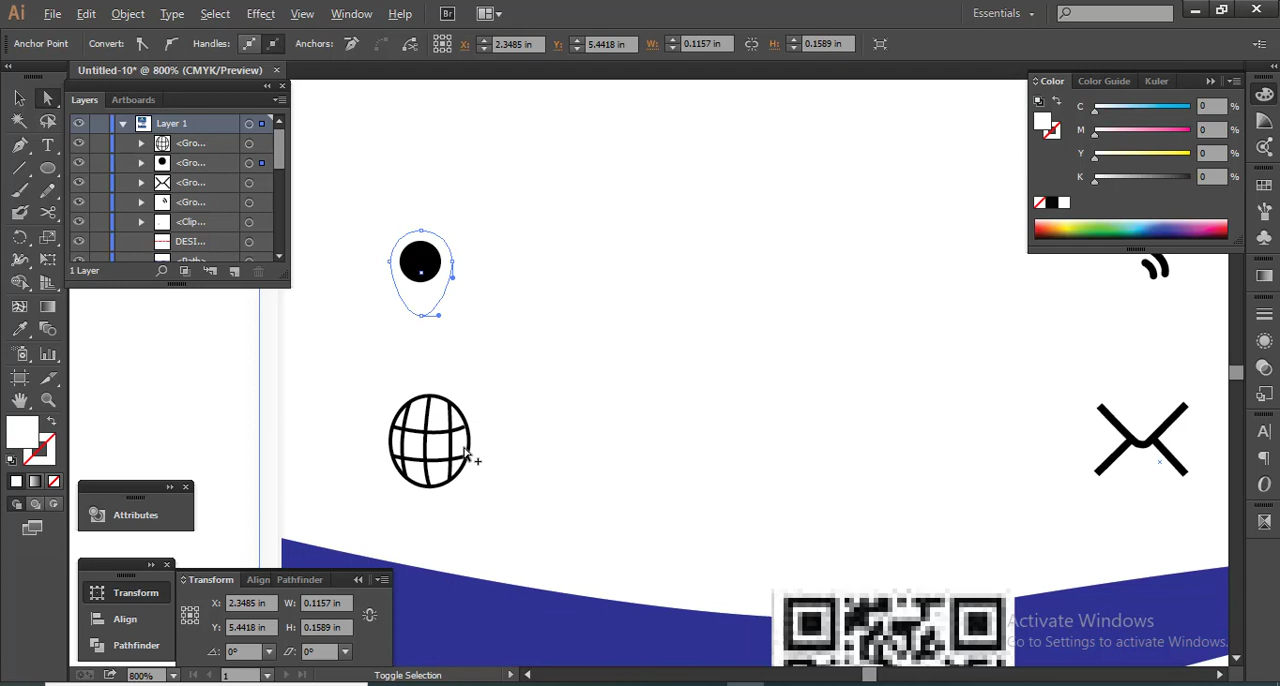 Ai File Edit Object Type Select Effect View Window Help Br Essentials
Anchor Point Convert: Handles: Anchors: X: 2.3485 in Y: 5.4418 in W: 0.1157 in H: 0.1589 in
Untitled-10* @ 800% (CMYK/Preview)
Layers Artboards
Layer 1
<Gro...
<Gro...
<Gro...
<Gro...
<Clip...
DESI...
<Path>
1 Layer
Color Color Guide Kuler
C 0 %
M 0 %
Y 0 %
K 0 %
Attributes
Transform
Align
Pathfinder
Transform Align Pathfinder
X: 2.3485 in W: 0.1157 in
Y: 5.4418 in H: 0.1589 in
0° 0°
Activate Windows
Go to Settings to activate Windows.
800% 1 Toggle Selection